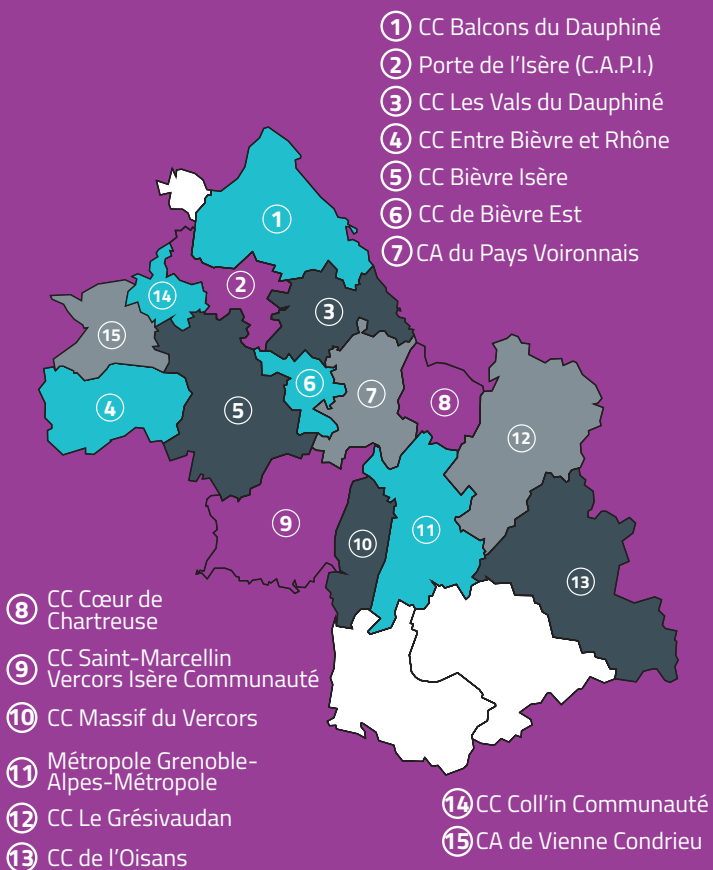 1 CC Balcons du Dauphiné
2 Porte de l'Isère (C.A.P.I.)
3 CC Les Vals du Dauphiné
4 CC Entre Bièvre et Rhône
5 CC Bièvre Isère
6 CC de Bièvre Est
7 CA du Pays Voironnais
1
2
14
3
15
6
7
4
5
8
12
9
10
11
13
8 CC Cœur de
Chartreuse
9 CC Saint-Marcellin
Vercors Isère Communauté
10 CC Massif du Vercors
11 Métropole Grenoble-
Alpes-Métropole
12 CC Le Grésivaudan
13 CC de l'Oisans
14 CC Coll'in Communauté
15 CA de Vienne Condrieu